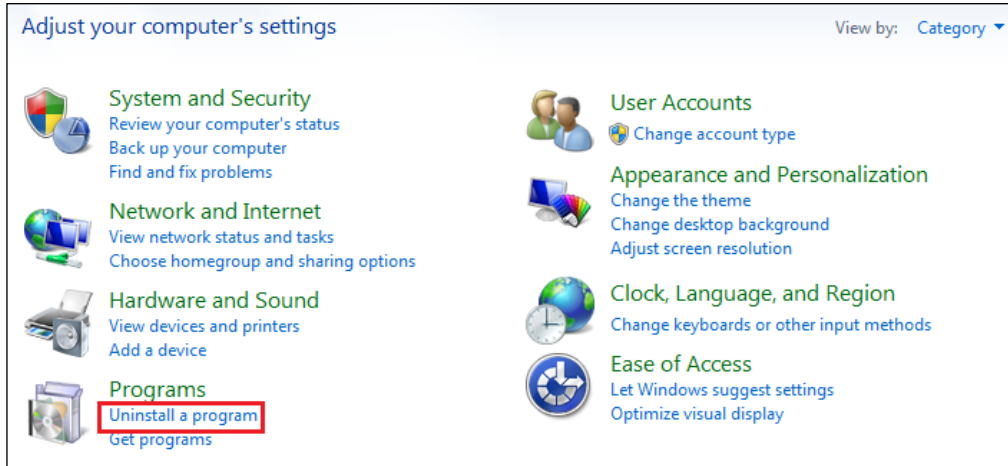 Adjust your computer's settings
View by: Category
System and Security
Review your computer's status
Back up your computer
Find and fix problems
Network and Internet
View network status and tasks
Choose homegroup and sharing options
Hardware and Sound
View devices and printers
Add a device
Programs
Uninstall a program
Get programs
User Accounts
Change account type
Appearance and Personalization
Change the theme
Change desktop background
Adjust screen resolution
Clock, Language, and Region
Change keyboards or other input methods
Ease of Access
Let Windows suggest settings
Optimize visual display